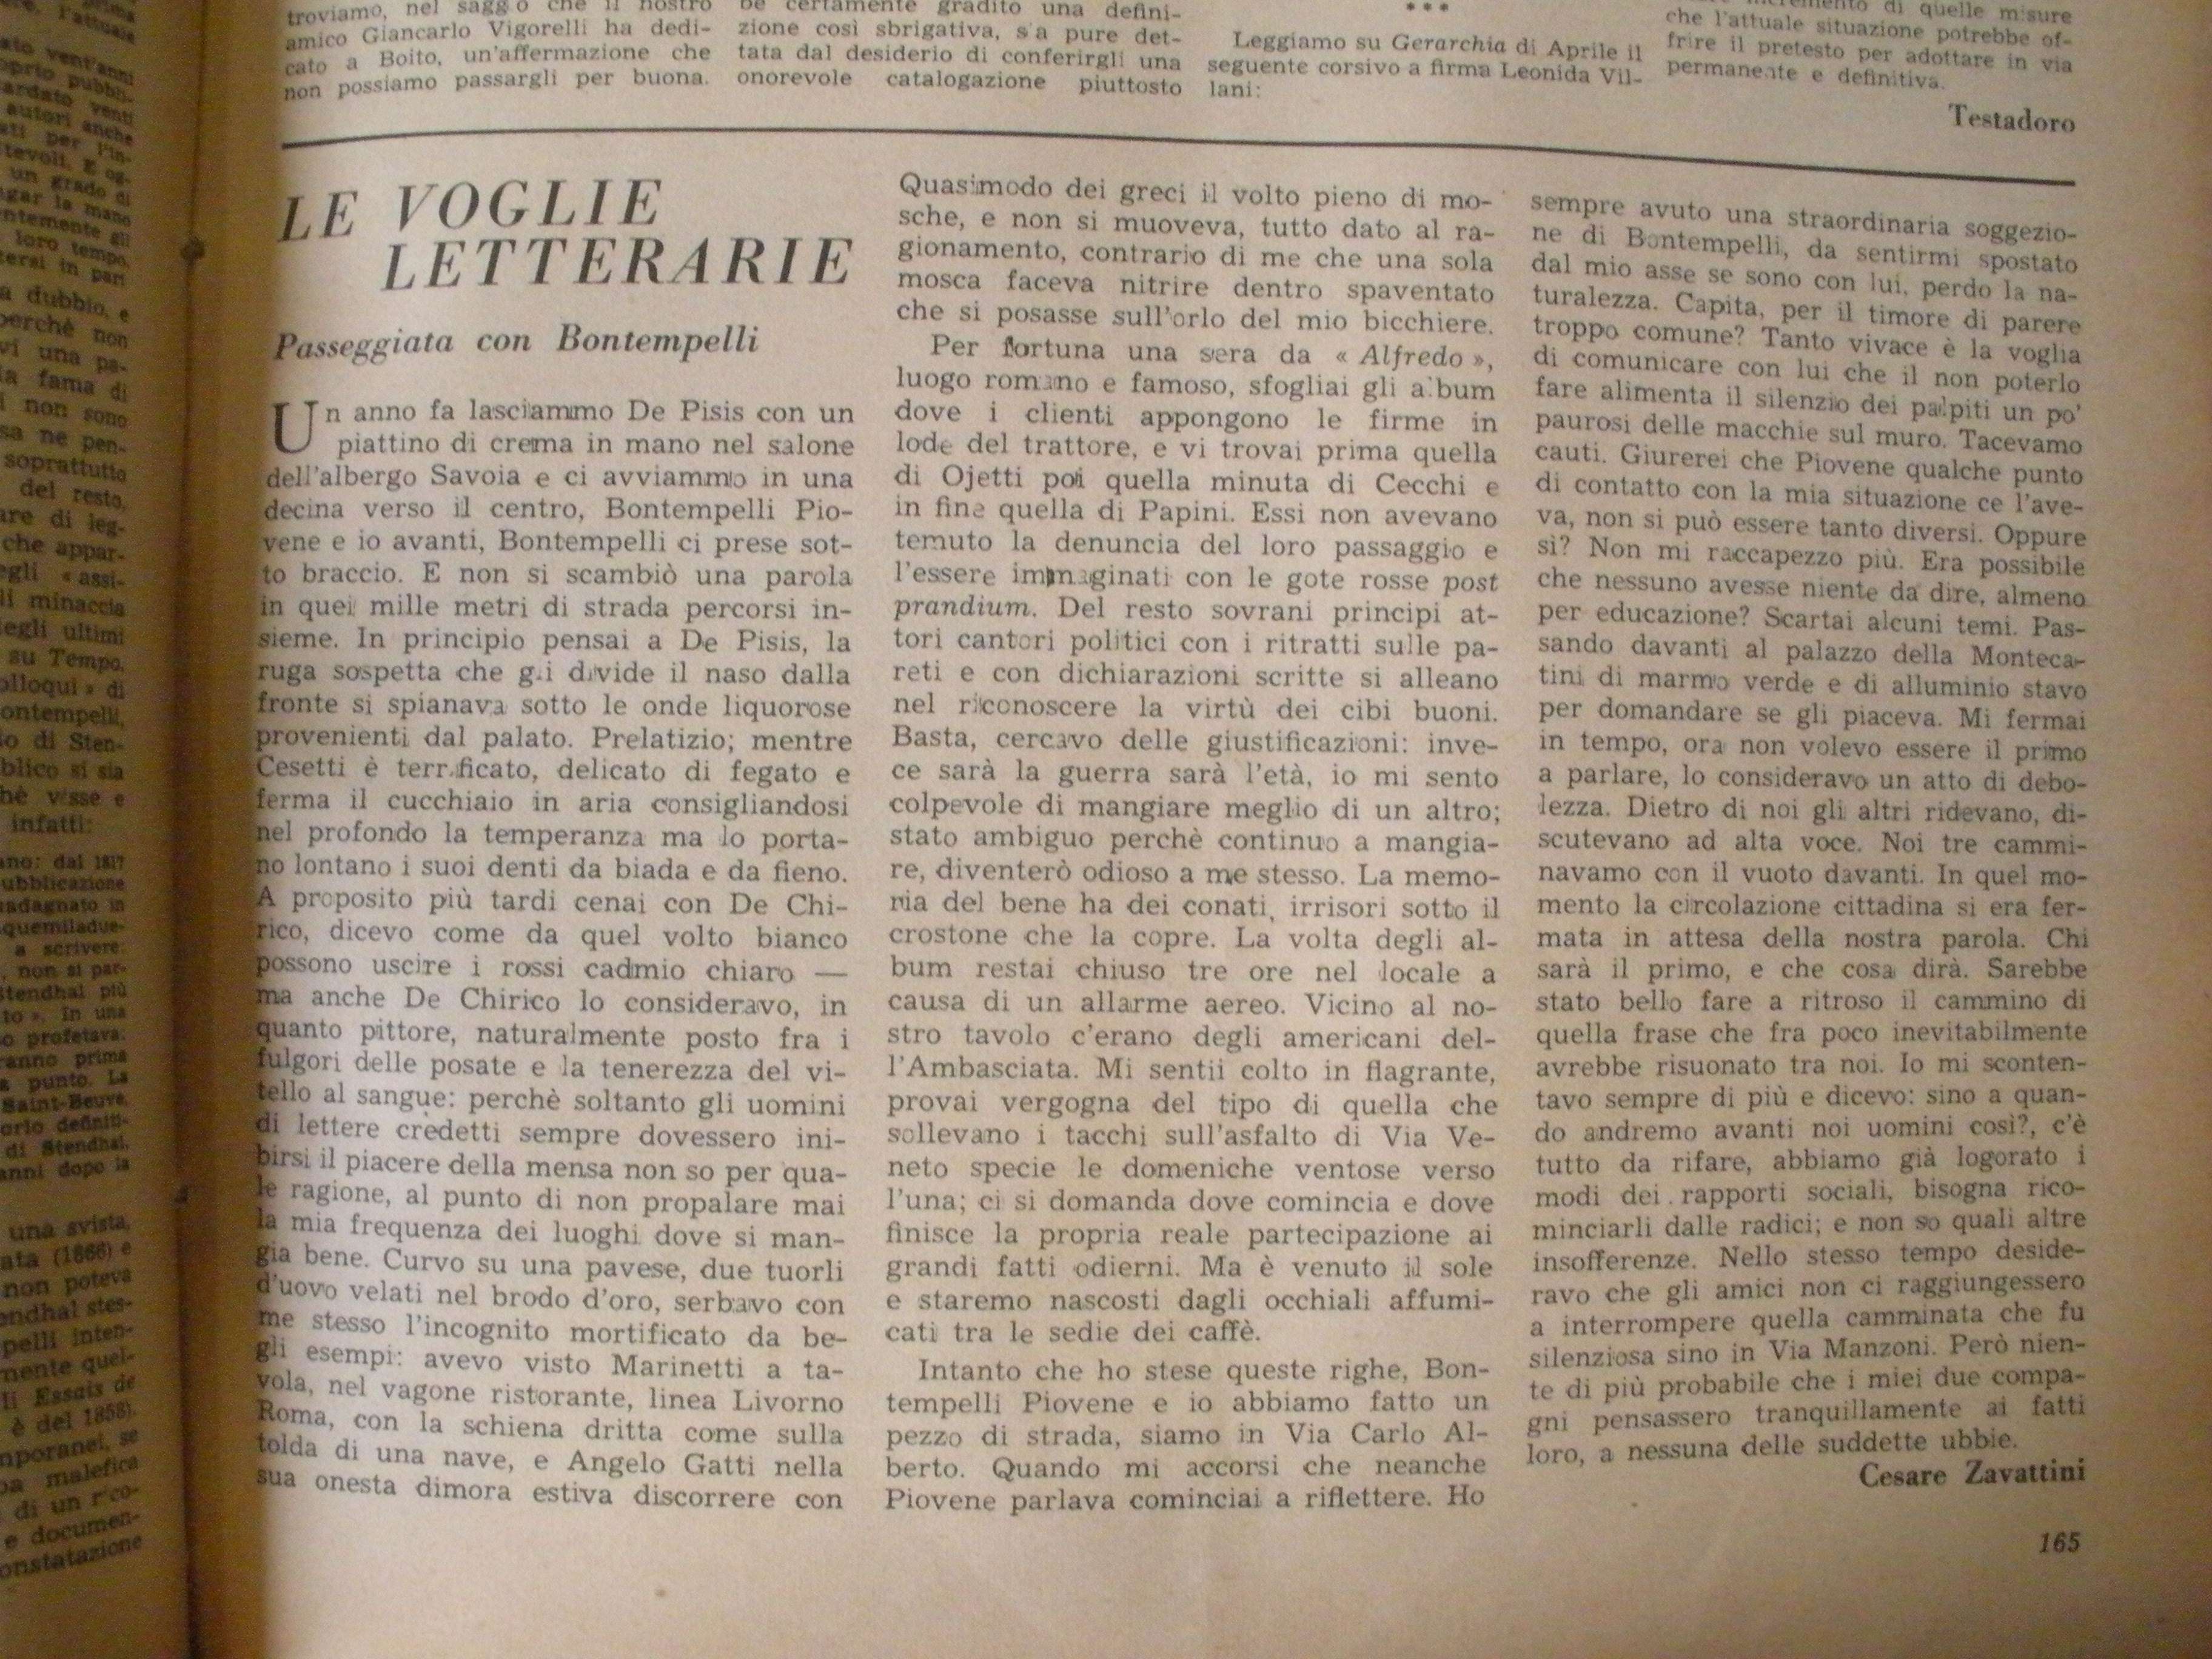 troviamo, nel saggio che il nostro
amico Giancarlo Vigorelli ha dedi-
cato a Boito, un'affermazione che
non possiamo passargli per buona.
be certamente gradito una defini-
zione così sbrigativa, sia pure det-
tata dal desiderio di conferirgli una
onorevole catalogazione piuttosto
***
Leggiamo su Gerarchia di Aprile il
seguente corsivo a firma Leonida Vil-
lani:
di quelle misure
che l'attuale situazione potrebbe of-
frire il pretesto per adottare in via
permanente e definitiva.
Testadoro
LE VOGLIE
LETTERARIE
Passeggiata con Bontempelli
Un anno fa lasciammo De Pisis con un
piattino di crema in mano nel salone
dell'albergo Savoia e ci avviammo in una
decina verso il centro, Bontempelli Pio-
vene e io avanti, Bontempelli ci prese sot-
to braccio. E non si scambiò una parola
in quei mille metri di strada percorsi in-
sieme. In principio pensai a De Pisis, la
ruga sospetta che gli divide il naso dalla
fronte si spianava sotto le onde liquorose
provenienti dal palato. Prelatizio; mentre
Cesetti è terrificato, delicato di fegato e
ferma il cucchiaio in aria consigliandosi
nel profondo la temperanza ma lo porta-
no lontano i suoi denti da biada e da fieno.
A proposito più tardi cenai con De Chi-
rico, dicevo come da quel volto bianco
possono uscire i rossi cadmio chiaro —
ma anche De Chirico lo consideravo, in
quanto pittore, naturalmente posto fra i
fulgori delle posate e la tenerezza del vi-
tello al sangue: perchè soltanto gli uomini
di lettere credetti sempre dovessero ini-
birsi il piacere della mensa non so per qua-
le ragione, al punto di non propalare mai
la mia frequenza dei luoghi dove si man-
gia bene. Curvo su una pavese, due tuorli
d'uovo velati nel brodo d'oro, serbavo con
me stesso l'incognito mortificato da be-
gli esempi: avevo visto Marinetti a ta-
vola, nel vagone ristorante, linea Livorno
Roma, con la schiena dritta come sulla
tolda di una nave, e Angelo Gatti nella
sua onesta dimora estiva discorrere con
Quasimodo dei greci il volto pieno di mo-
sche, e non si muoveva, tutto dato al ra-
gionamento, contrario di me che una sola
mosca faceva nitrire dentro spaventato
che si posasse sull'orlo del mio bicchiere.
Per fortuna una sera da « Alfredo »,
luogo romano e famoso, sfogliai gli album
dove i clienti appongono le firme in
lode del trattore, e vi trovai prima quella
di Ojetti poi quella minuta di Cecchi e
in fine quella di Papini. Essi non avevano
temuto la denuncia del loro passaggio e
l'essere immaginati con le gote rosse post
prandium. Del resto sovrani principi at-
tori cantori politici con i ritratti sulle pa-
reti e con dichiarazioni scritte si alleano
nel riconoscere la virtù dei cibi buoni.
Basta, cercavo delle giustificazioni: inve-
ce sarà la guerra sarà l'età, io mi sento
colpevole di mangiare meglio di un altro;
stato ambiguo perchè continuo a mangia-
re, diventerò odioso a me stesso. La memo-
ria del bene ha dei conati, irrisori sotto il
crostone che la copre. La volta degli al-
bum restai chiuso tre ore nel locale a
causa di un allarme aereo. Vicino al no-
stro tavolo c'erano degli americani del-
l'Ambasciata. Mi sentii colto in flagrante,
provai vergogna del tipo di quella che
sollevano i tacchi sull'asfalto di Via Ve-
neto specie le domeniche ventose verso
l'una; ci si domanda dove comincia e dove
finisce la propria reale partecipazione ai
grandi fatti odierni. Ma è venuto il sole
e staremo nascosti dagli occhiali affumi-
cati tra le sedie dei caffè.
Intanto che ho stese queste righe, Bon-
tempelli Piovene e io abbiamo fatto un
pezzo di strada, siamo in Via Carlo Al-
berto. Quando mi accorsi che neanche
Piovene parlava cominciai a riflettere. Ho
sempre avuto una straordinaria soggezio-
ne di Bontempelli, da sentirmi spostato
dal mio asse se sono con lui, perdo la na-
turalezza. Capita, per il timore di parere
troppo comune? Tanto vivace è la voglia
di comunicare con lui che il non poterlo
fare alimenta il silenzio dei palpiti un po'
paurosi delle macchie sul muro. Tacevamo
cauti. Giurerei che Piovene qualche punto
di contatto con la mia situazione ce l'ave-
va, non si può essere tanto diversi. Oppure
sì? Non mi raccapezzo più. Era possibile
che nessuno avesse niente da dire, almeno
per educazione? Scartai alcuni temi. Pas-
sando davanti al palazzo della Monteca-
tini di marmo verde e di alluminio stavo
per domandare se gli piaceva. Mi fermai
in tempo, ora non volevo essere il primo
a parlare, lo consideravo un atto di debo-
lezza. Dietro di noi gli altri ridevano, di-
scutevano ad alta voce. Noi tre cammi-
navamo con il vuoto davanti. In quel mo-
mento la circolazione cittadina si era fer-
mata in attesa della nostra parola. Chi
sarà il primo, e che cosa dirà. Sarebbe
stato bello fare a ritroso il cammino di
quella frase che fra poco inevitabilmente
avrebbe risuonato tra noi. Io mi sconten-
tavo sempre di più e dicevo: sino a quan-
do andremo avanti noi uomini così?, c'è
tutto da rifare, abbiamo già logorato i
modi dei rapporti sociali, bisogna rico-
minciarli dalle radici; e non so quali altre
insofferenze. Nello stesso tempo deside-
ravo che gli amici non ci raggiungessero
a interrompere quella camminata che fu
silenziosa sino in Via Manzoni. Però nien-
te di più probabile che i miei due compa-
gni pensassero tranquillamente ai fatti
loro, a nessuna delle suddette ubbie.
Cesare Zavattini
165